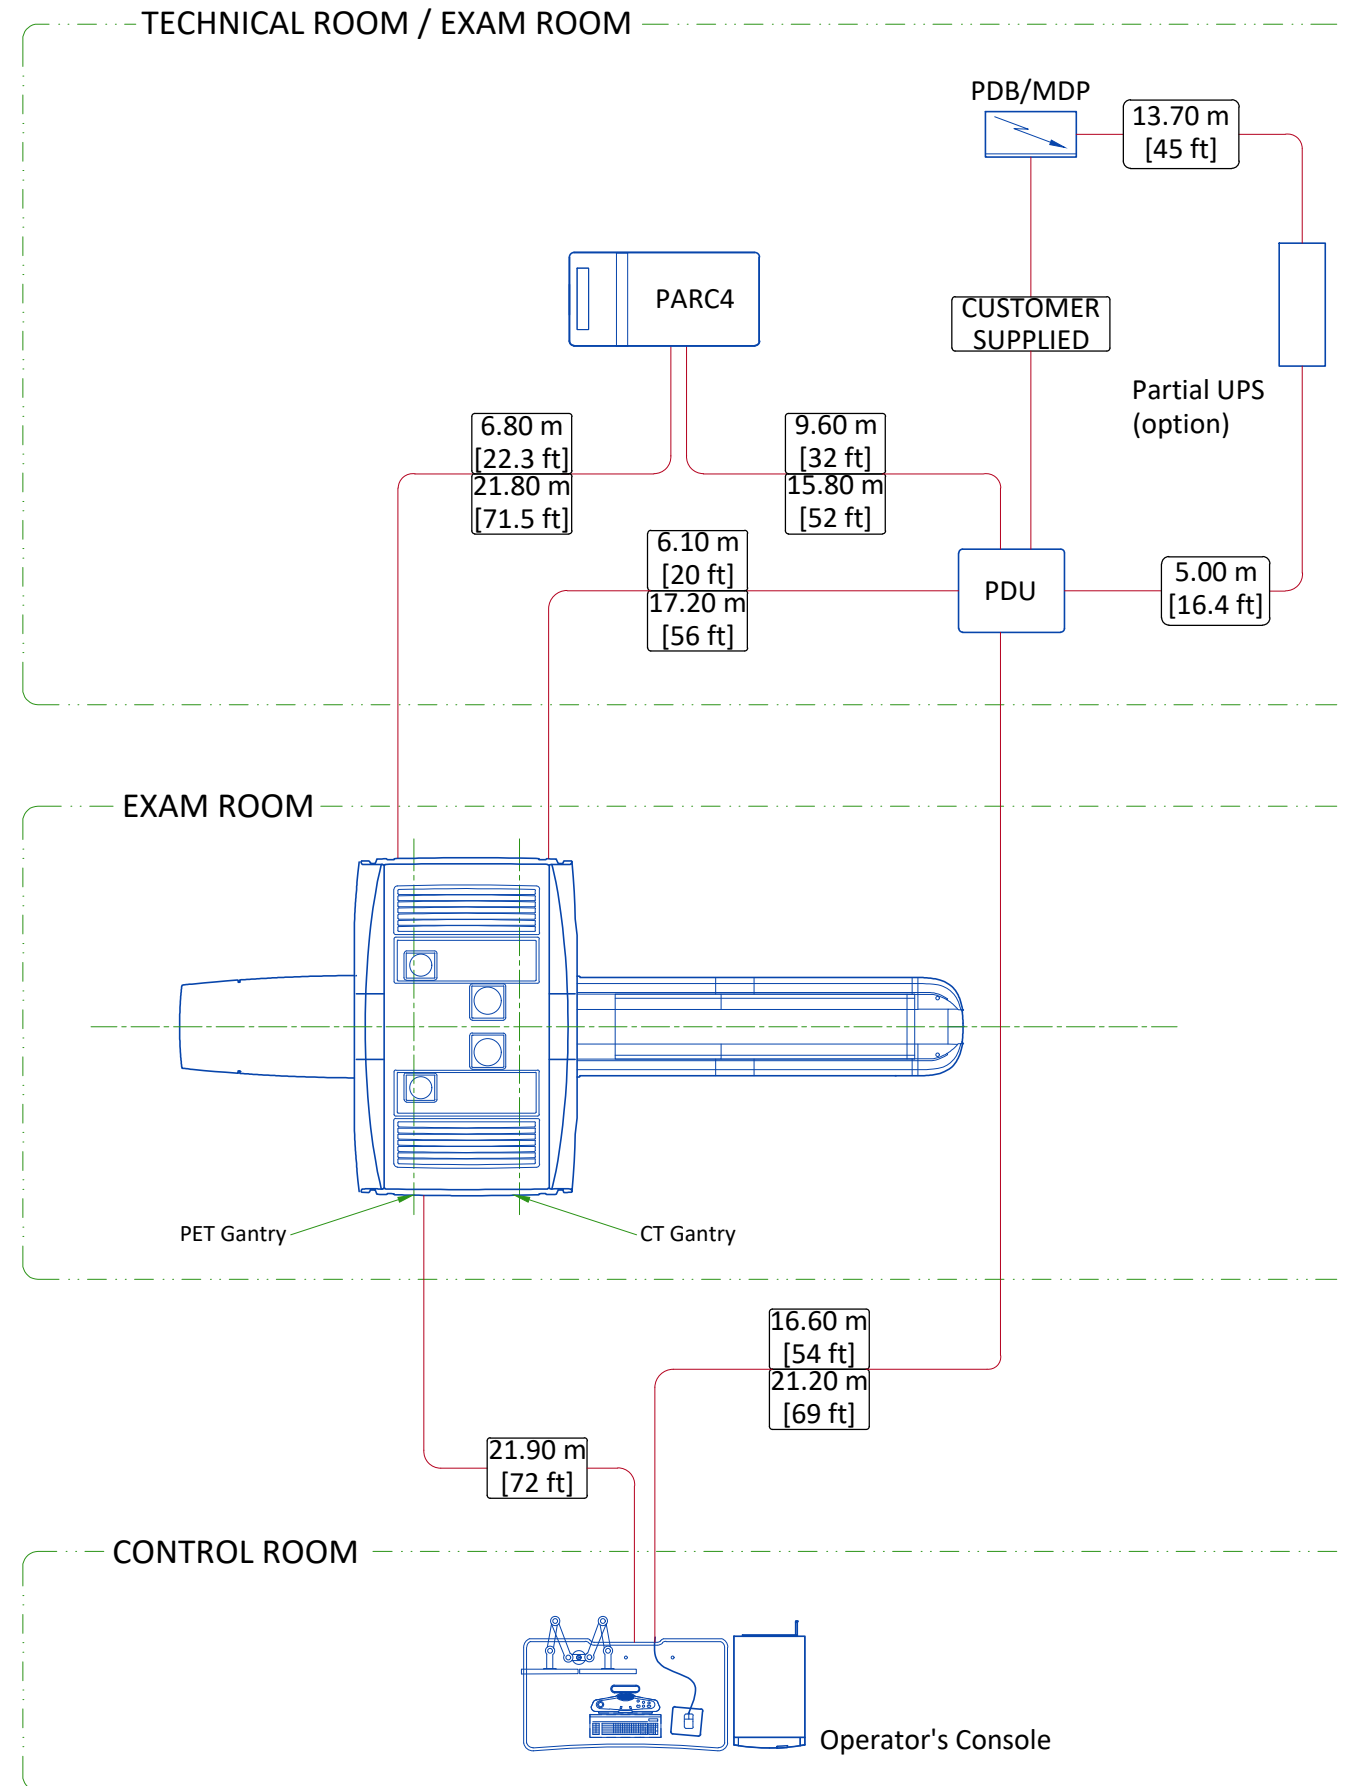 TECHNICAL ROOM / EXAM ROOM
PDB/MDP
13.70 m
[45 ft]
PARC4
CUSTOMER
SUPPLIED
Partial UPS
(option)
6.80 m
[22.3 ft]
21.80 m
[71.5 ft]
9.60 m
[32 ft]
15.80 m
[52 ft]
6.10 m
[20 ft]
17.20 m
[56 ft]
PDU
5.00 m
[16.4 ft]
EXAM ROOM
PET Gantry
CT Gantry
16.60 m
[54 ft]
21.20 m
[69 ft]
21.90 m
[72 ft]
CONTROL ROOM
Operator's Console